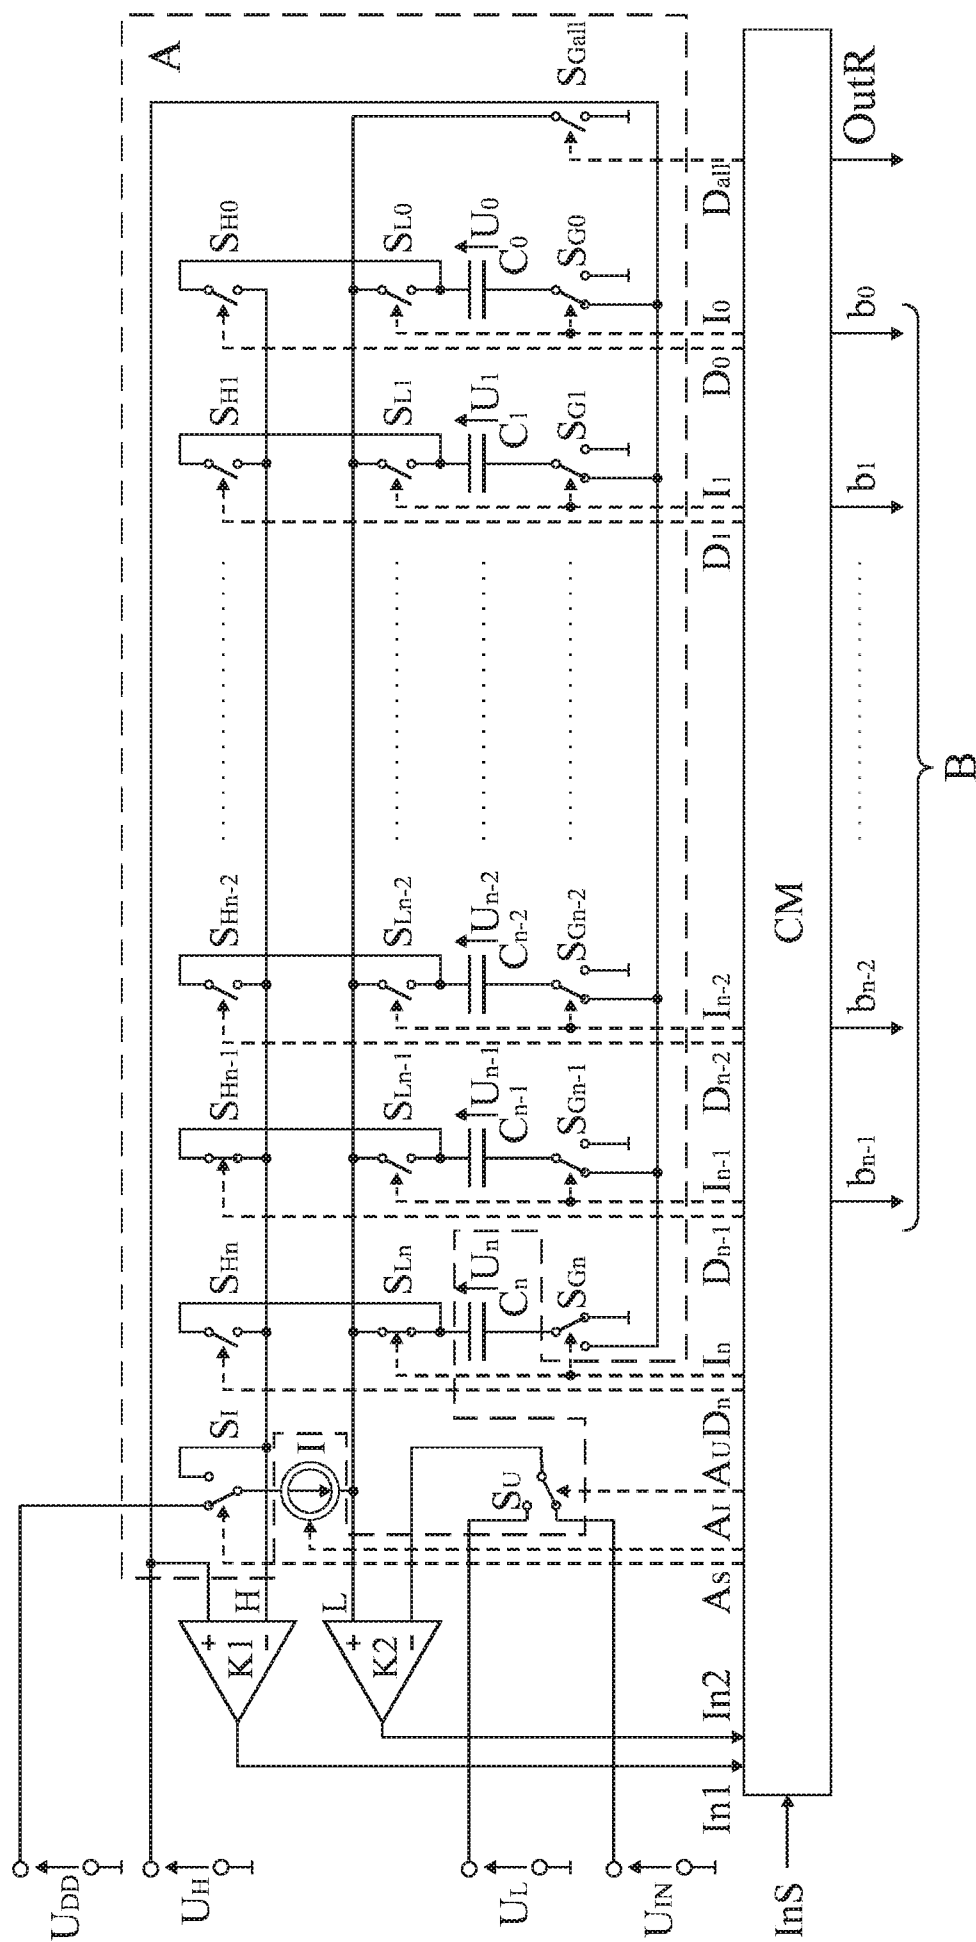 A
UDD
UH
UL
UIN
InS
K1
+
-
K2
+
-
H
L
I
SI
SU
SHn
SHn-1
SHn-2
SH1
SH0
SLn
SLn-1
SLn-2
SL1
SL0
Un
Un-1
Un-2
U1
U0
Cn
Cn-1
Cn-2
C1
C0
SGn
SGn-1
SGn-2
SG1
SG0
SGall
In1
In2
AS
AI
AU
Dn
In
Dn-1
In-1
Dn-2
In-2
D1
I1
D0
I0
Dall
CM
bn-1
bn-2
b1
b0
OutR
B